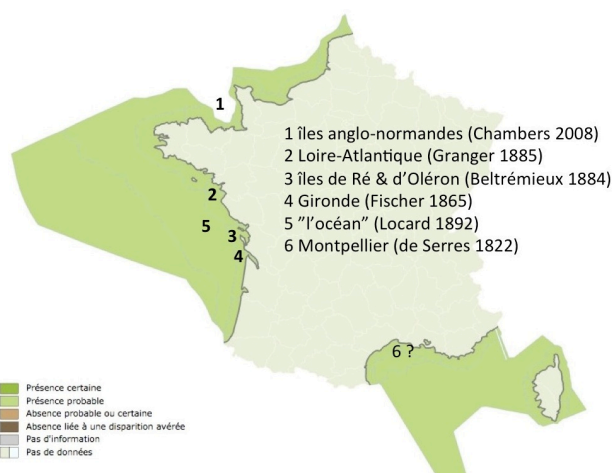 1
1 îles anglo-normandes (Chambers 2008)
2 Loire-Atlantique (Granger 1885)
3 îles de Ré & d'Oléron (Beltrémieux 1884)
4 Gironde (Fischer 1865)
5 ”l'océan” (Locard 1892)
6 Montpellier (de Serres 1822)
2
5
3
4
6 ?
Présence certaine
Présence probable
Absence probable ou certaine
Absence liée à une disparition avérée
Pas d'information
Pas de données